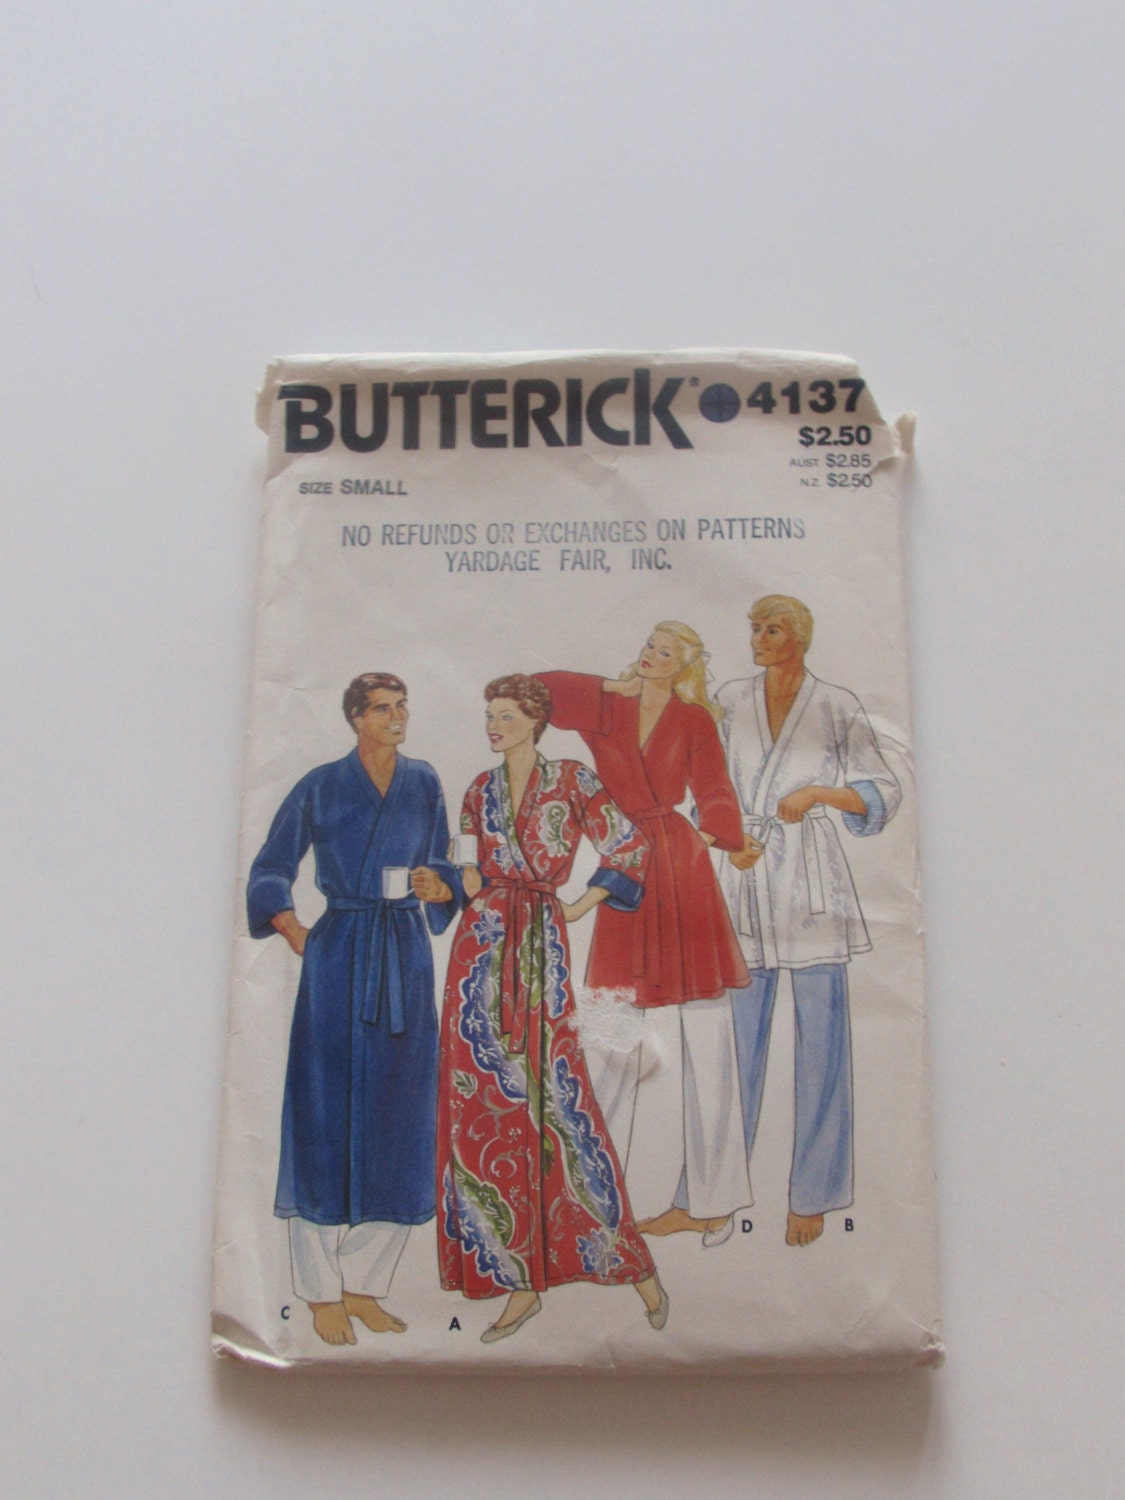 BUTTERICK® 4137
$2.50
AUST. $2.85
SIZE SMALL
N.Z. $2.50
NO REFUNDS OR EXCHANGES ON PATTERNS
YARDAGE FAIR, INC.
D
B
C
A